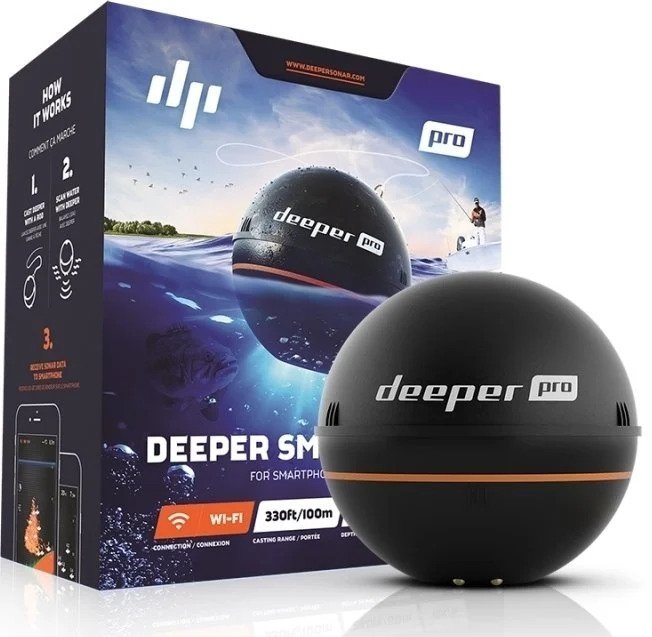 WWW.DEEPERSONAR.COM
pro
HOW
IT WORKS
COMMENT CA MARCHE
1.
CAST DEEPER
WITH A ROD
2.
SCAN WATER
WITH DEEPER
3.
RECEIVE SONAR DATA
TO SMARTPHONE
deeper pro
DEEPER SM
FOR SMARTPHO
WI-FI
330ft/100m
CONNECTION / CONNEXION
CASTING RANGE / PORTÉE
DEPT
deeper pro